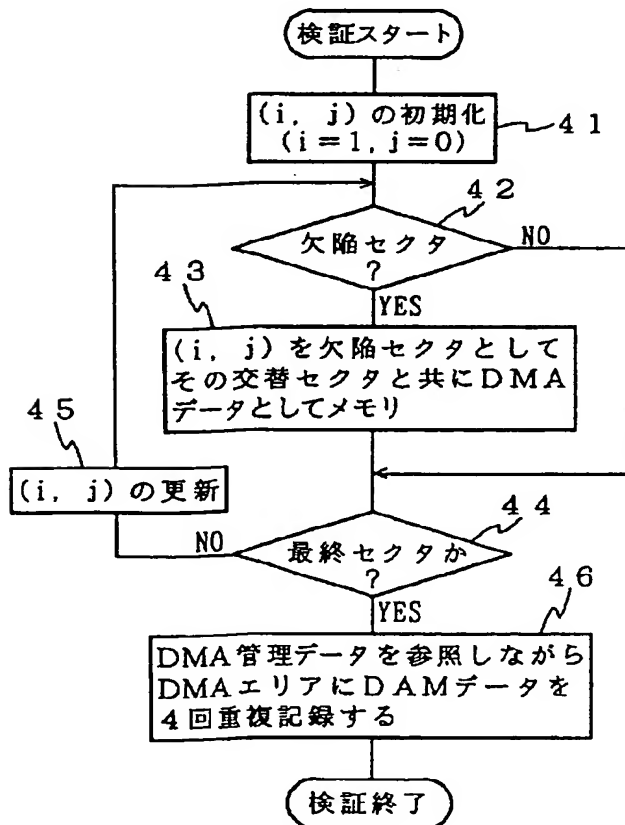 検証スタート
(i, j)の初期化
(i=1,j=0)
41
42
欠陥セクタ
?
NO
YES
43
(i, j)を欠陥セクタとして
その交替セクタと共にDMA
データとしてメモリ
45
(i, j)の更新
44
最終セクタか
?
NO
YES
46
DMA管理データを参照しながら
DMAエリアにDAMデータを
4回重複記録する
検証終了